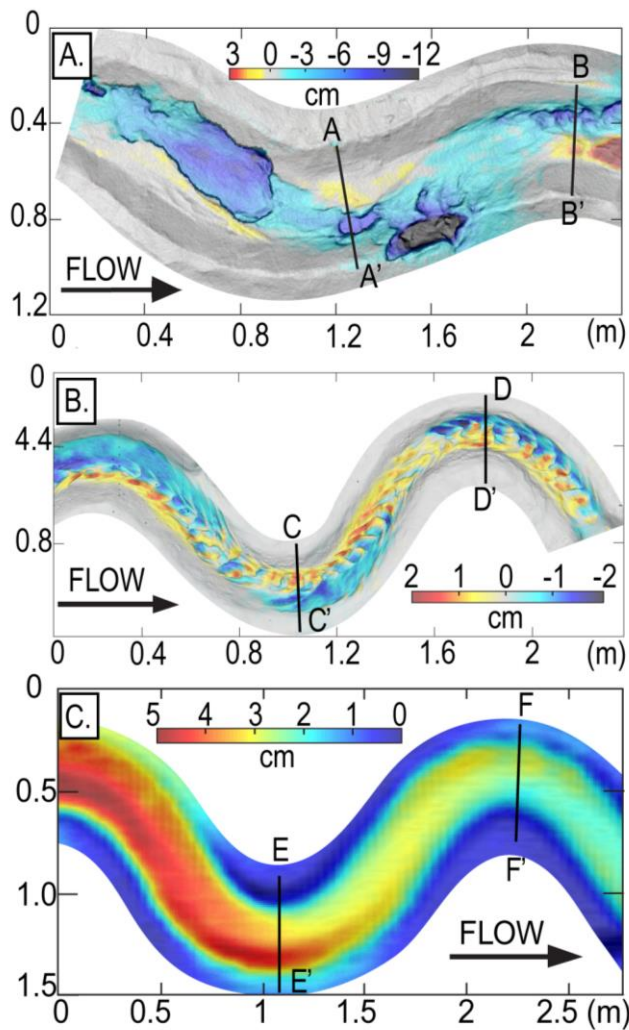 0
A.
3 0 -3 -6 -9 -12
cm
B
A
0.4
0.8
B'
A'
FLOW
1.2
0 0.4 0.8 1.2 1.6 2 (m)
0
B.
D
4.4
D'
C
0.8
FLOW
C'
2 1 0 -1 -2
cm
0.4 0.8 1.2 1.6 2 (m)
0
C.
5 4 3 2 1 0
cm
F
0.5
E
F'
1.0
FLOW
E'
1.5
0 0.5 1 1.5 2 2.5 (m)